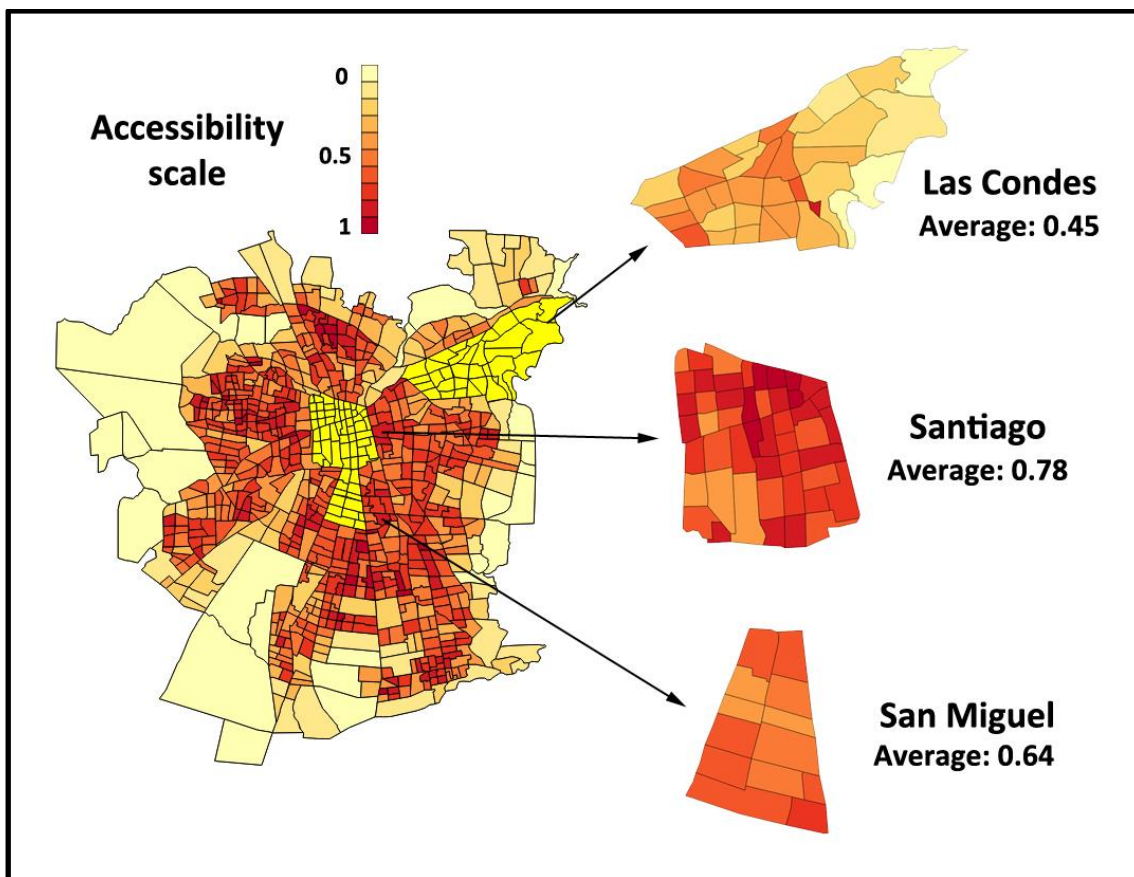 Accessibility
scale
0
0.5
1
Las Condes
Average: 0.45
Santiago
Average: 0.78
San Miguel
Average: 0.64